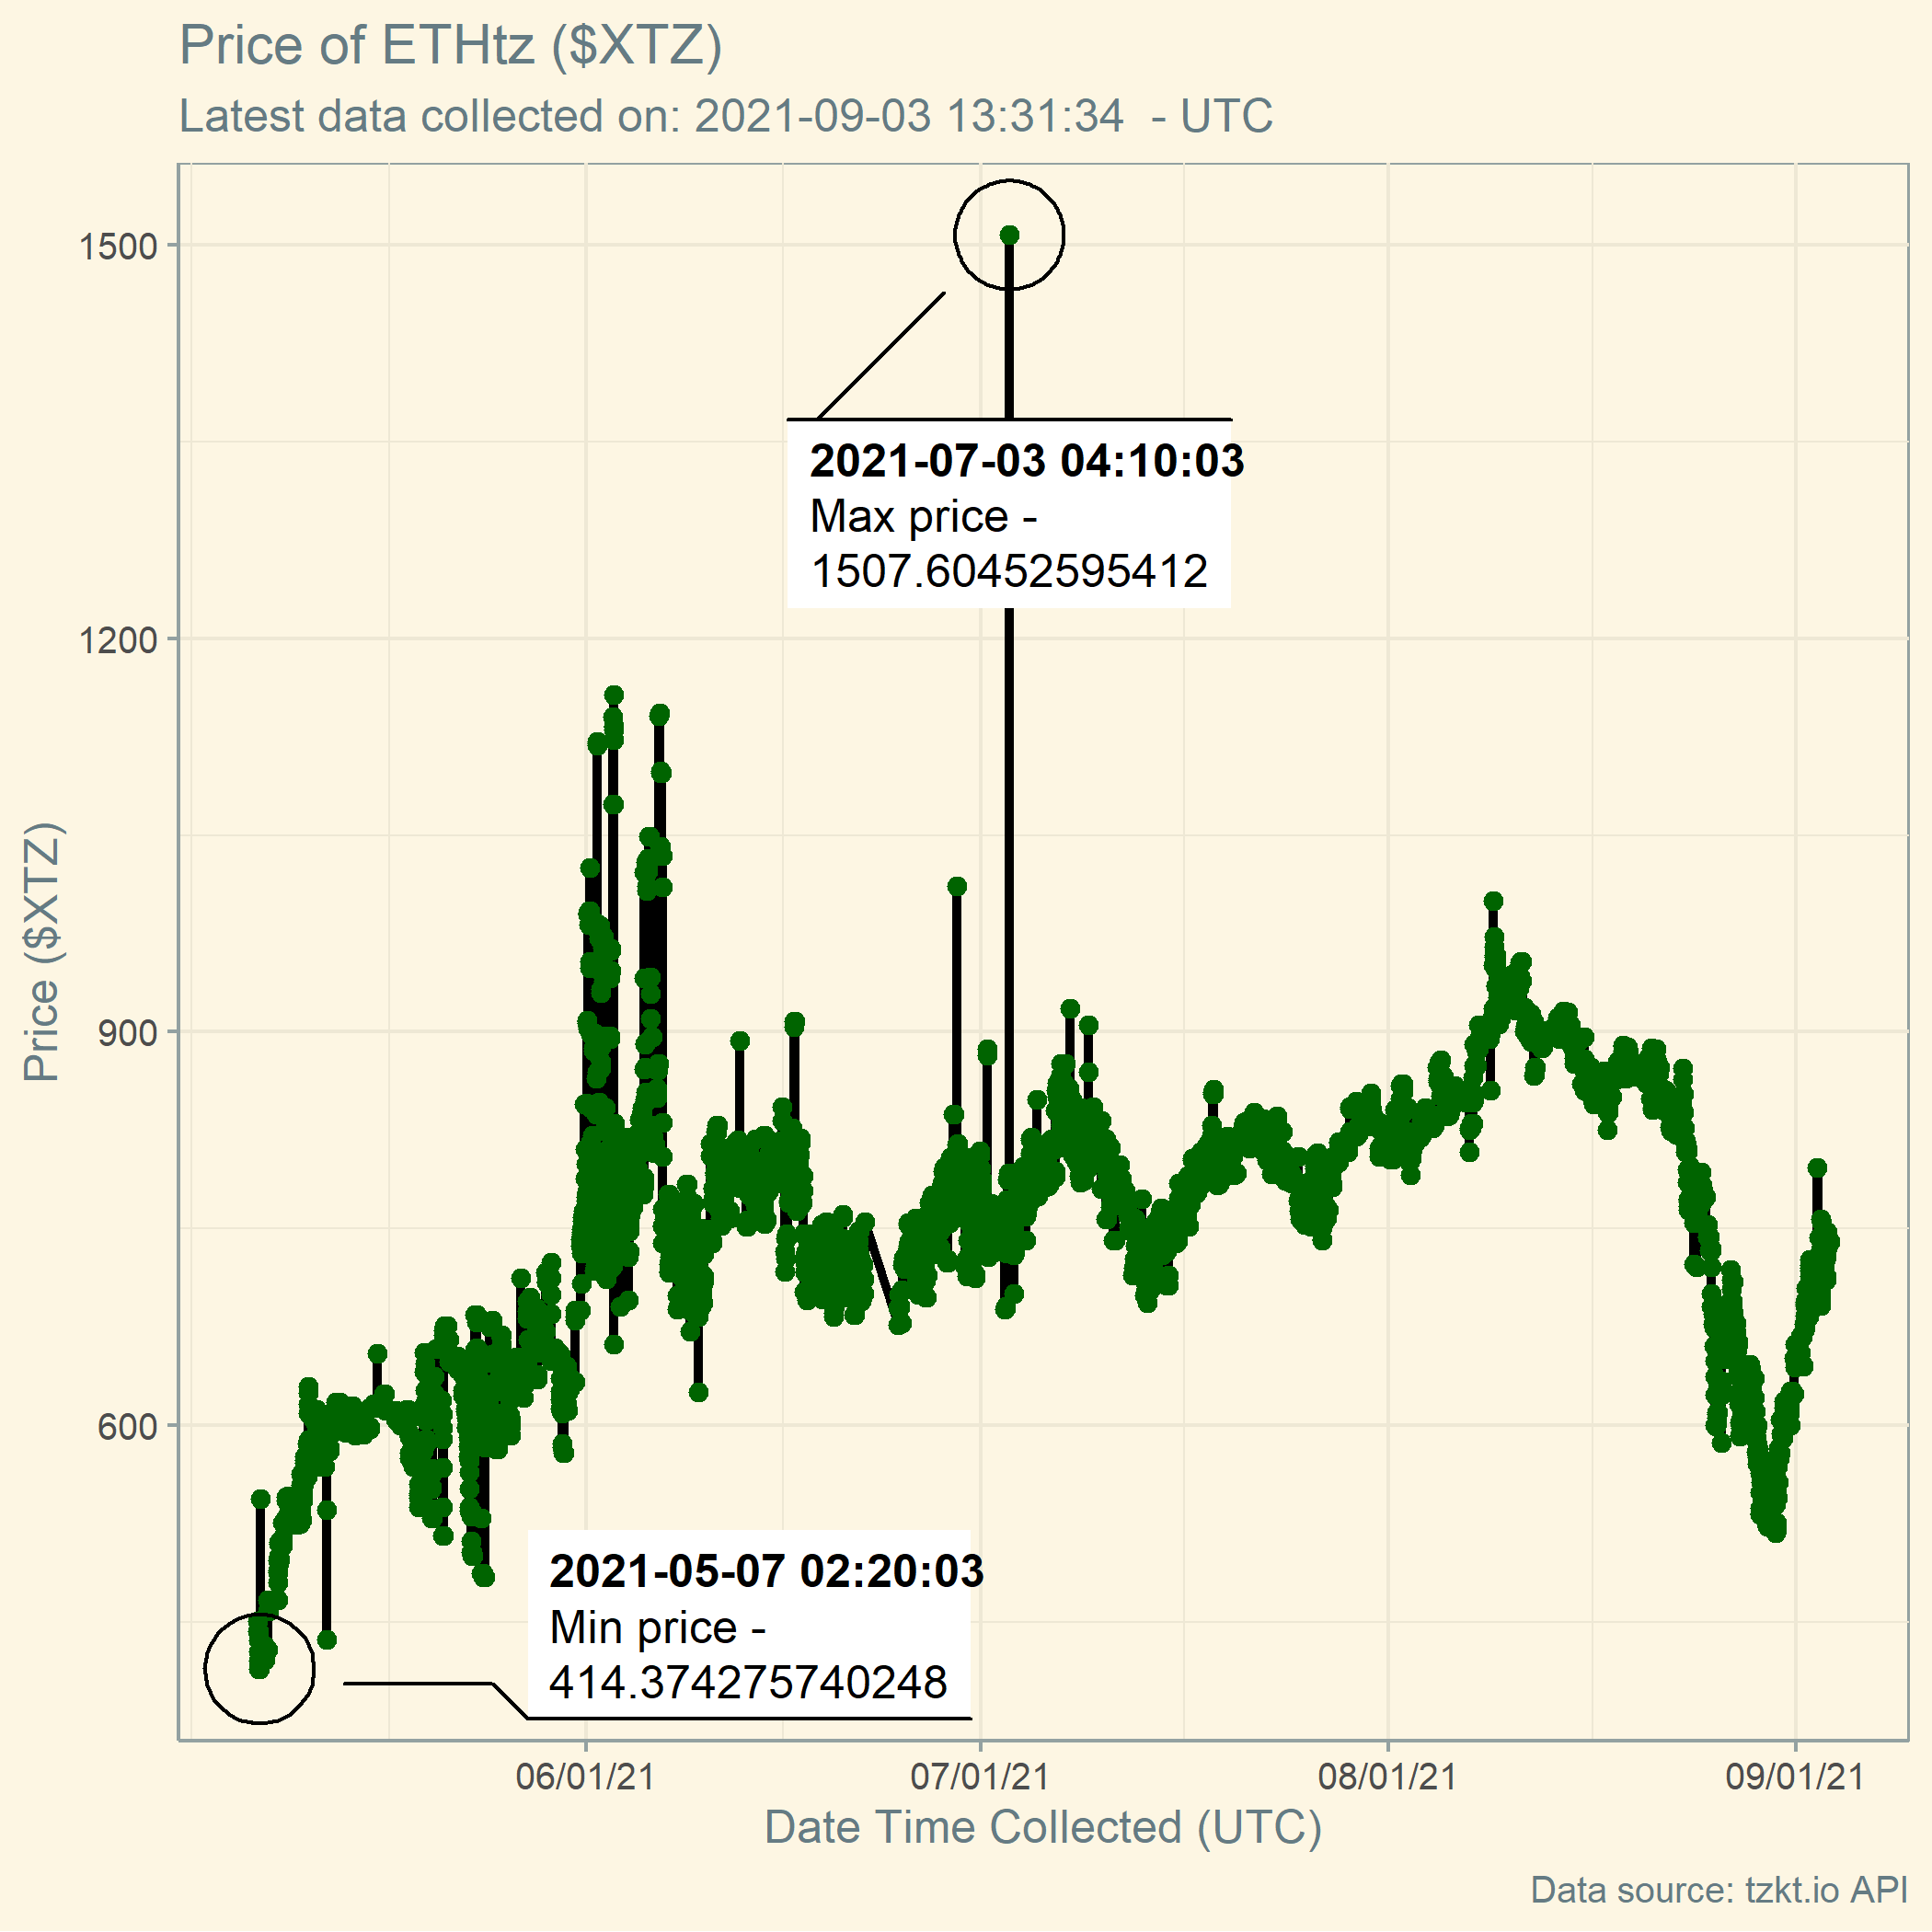 Price of ETHtz ($XTZ)
Latest data collected on: 2021-09-03 13:31:34  - UTC
1500
2021-07-03 04:10:03
Max price -
1507.60452595412
1200
Price ($XTZ)
900
600
2021-05-07 02:20:03
Min price -
414.374275740248
06/01/21 07/01/21 08/01/21 09/01/21
Date Time Collected (UTC)
Data source: tzkt.io API